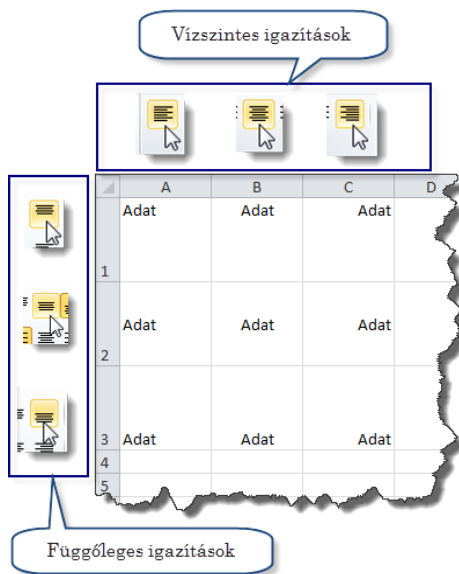 Vízszintes igazítások
A B C D
Adat Adat Adat
1
Adat Adat Adat
2
3 Adat Adat Adat
4
5
Függőleges igazítások